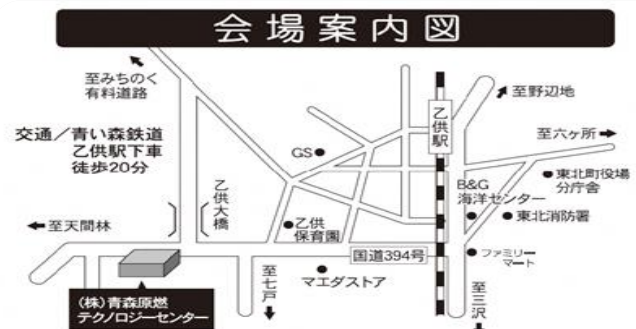 会場案内図
至みちのく
有料道路
至野辺地
乙供駅
交通／青い森鉄道
乙供駅下車
徒歩20分
至六ヶ所
GS
東北町役場
分庁舎
B&G
海洋センター
乙供大橋
東北消防署
至天間林
乙供
保育園
国道394号
ファミリー
マート
至七戸
マエダストア
至三沢
(株)青森原燃
テクノロジーセンター